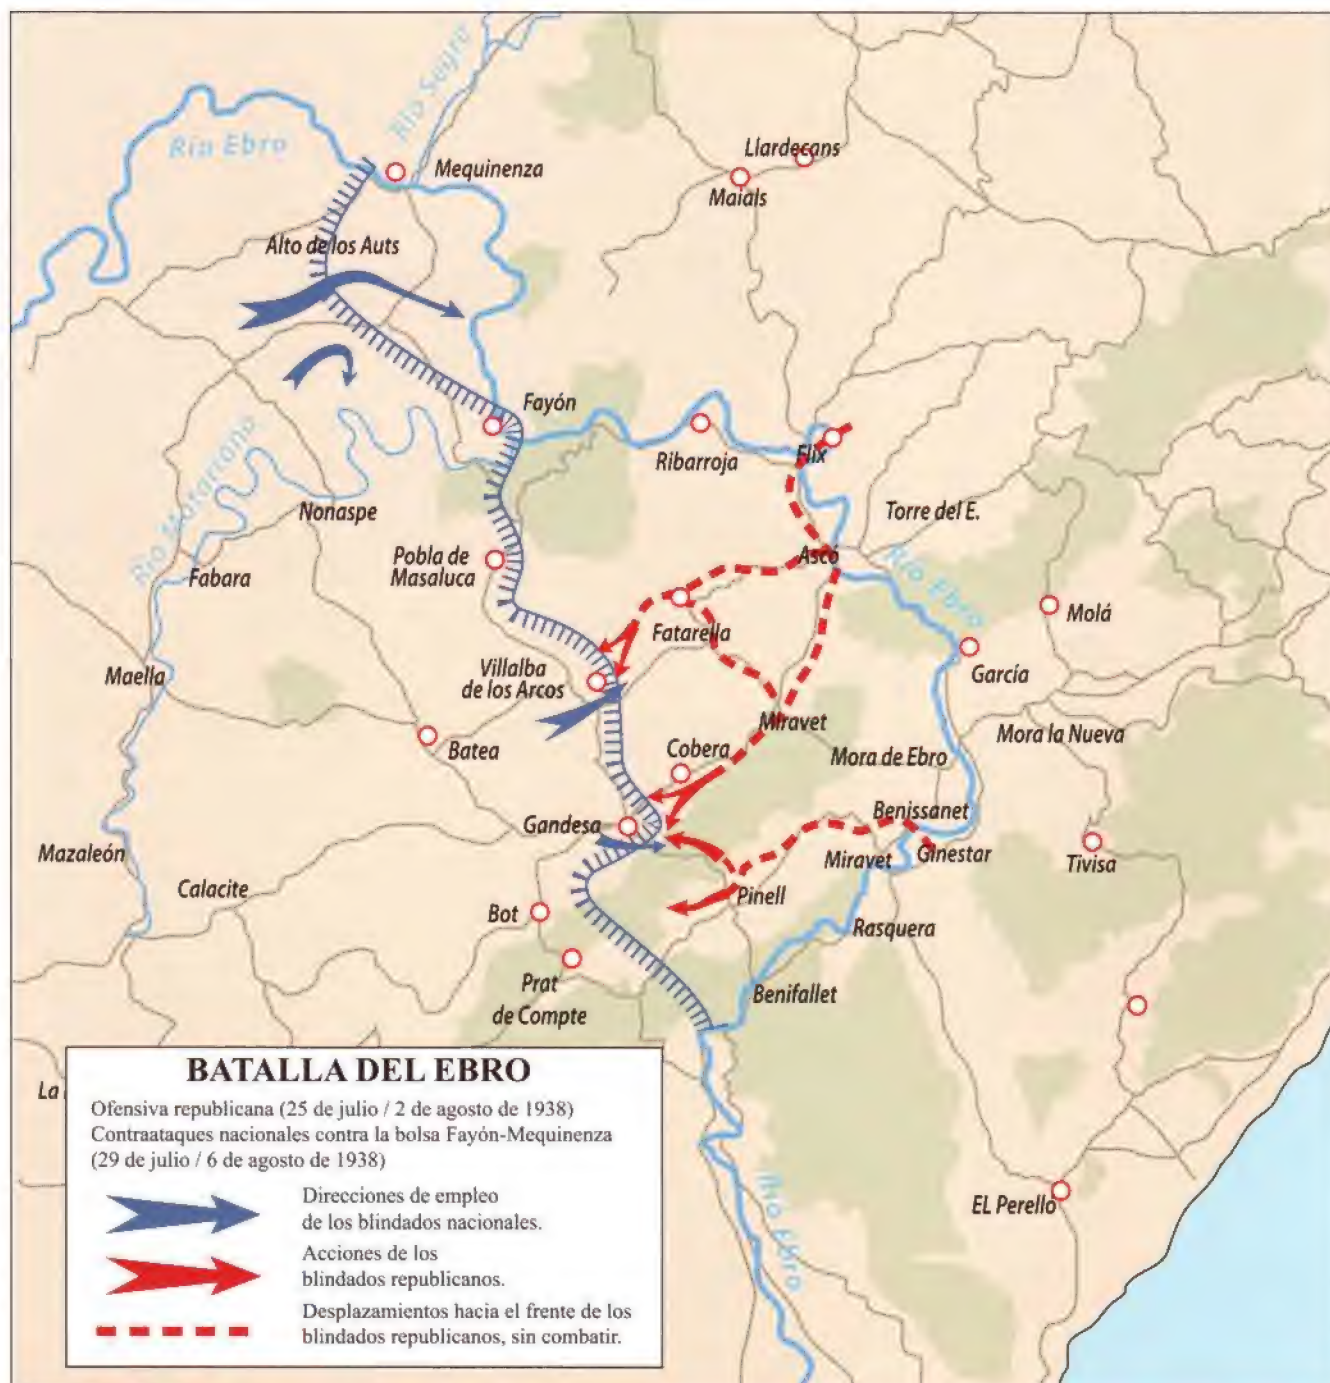 Río Segre
Río Ebro
Mequinenza
Llardecans
Maials
Alto de los Auts
Fayón
Ribarroja
Flix
Río Matarrona
Nonaspe
Torre del E.
Fabara
Pobla de
Masaluca
Ascó
Río Ebro
Molá
Fatarella
García
Maella
Villalba
de los Arcos
Miravet
Mora la Nueva
Batea
Cobera
Mora de Ebro
Benissanet
Gandesa
Mazaleón
Miravet
Ginestar
Tivisa
Calacite
Pinell
Bot
Rasquera
Prat
de Compte
Benifallet
La
BATALLA DEL EBRO
Ofensiva republicana (25 de julio / 2 de agosto de 1938)
Contraataques nacionales contra la bolsa Fayón-Mequinenza
(29 de julio / 6 de agosto de 1938)
Direcciones de empleo
de los blindados nacionales.
Acciones de los
blindados republicanos.
Desplazamientos hacia el frente de los
blindados republicanos, sin combatir.
EL Perello
Río Ebro